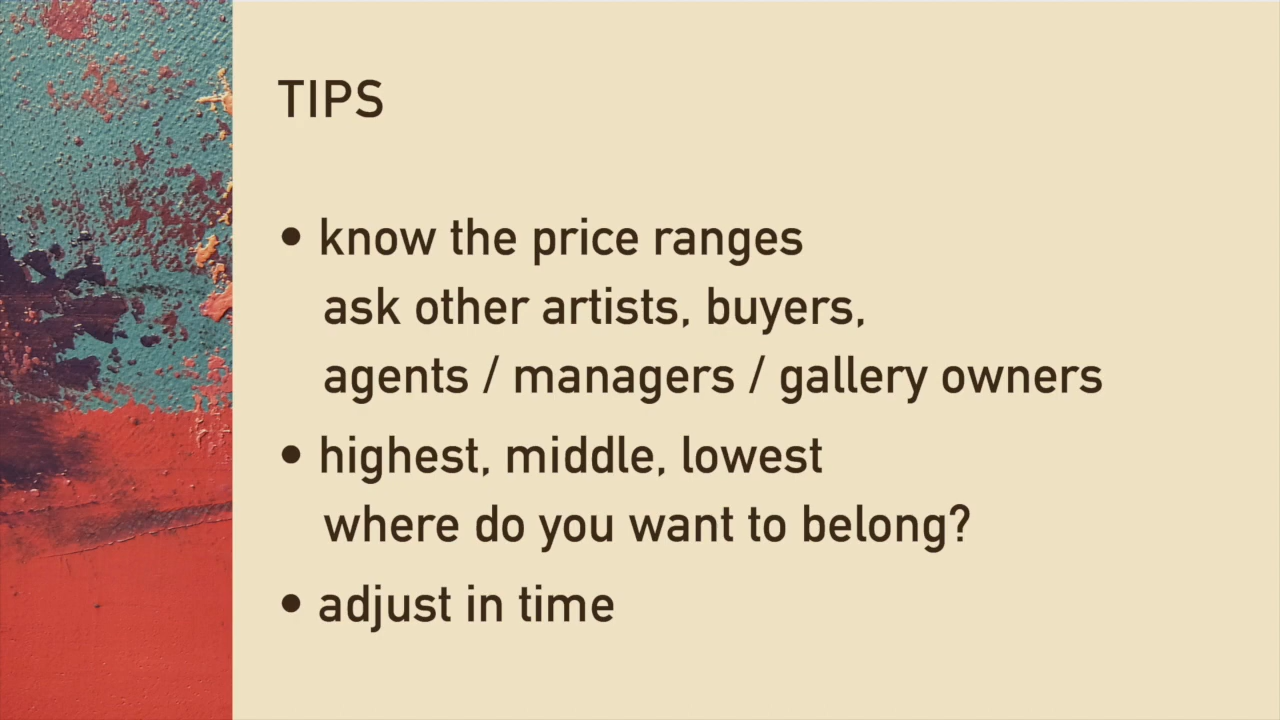 TIPS
• know the price ranges
ask other artists, buyers,
agents / managers / gallery owners
• highest, middle, lowest
where do you want to belong?
• adjust in time